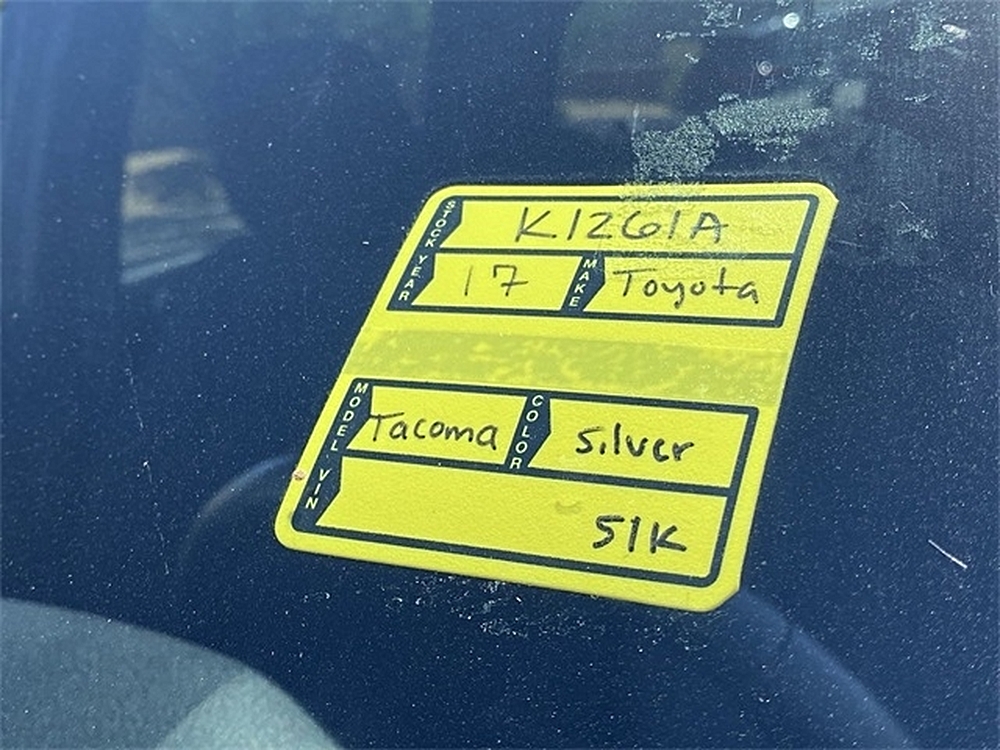 STOCK K1261A
YEAR 17 MAKE Toyota
MODEL Tacoma COLOR Silver
VIN 51K